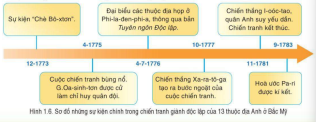 Sự kiện "Chè Bô-xtơn".
Đại biểu các thuộc địa họp ở
Phi-la-đen-phi-a, thông qua bản
Tuyên ngôn Độc lập.
Chiến thắng I-oóc-tao,
quân Anh suy yếu dần.
Chiến tranh kết thúc.
4-1775
10-1777
9-1783
12-1773
4-7-1776
11-1781
Cuộc chiến tranh bùng nổ.
G.Oa-sinh-tơn được cử
làm chỉ huy quân đội.
Chiến thắng Xa-ra-tô-ga
tạo ra bước ngoặt của
cuộc chiến tranh.
Hoà ước Pa-ri
được kí kết.
Hình 1.6. Sơ đồ những sự kiện chính trong chiến tranh giành độc lập của 13 thuộc địa Anh ở Bắc Mỹ